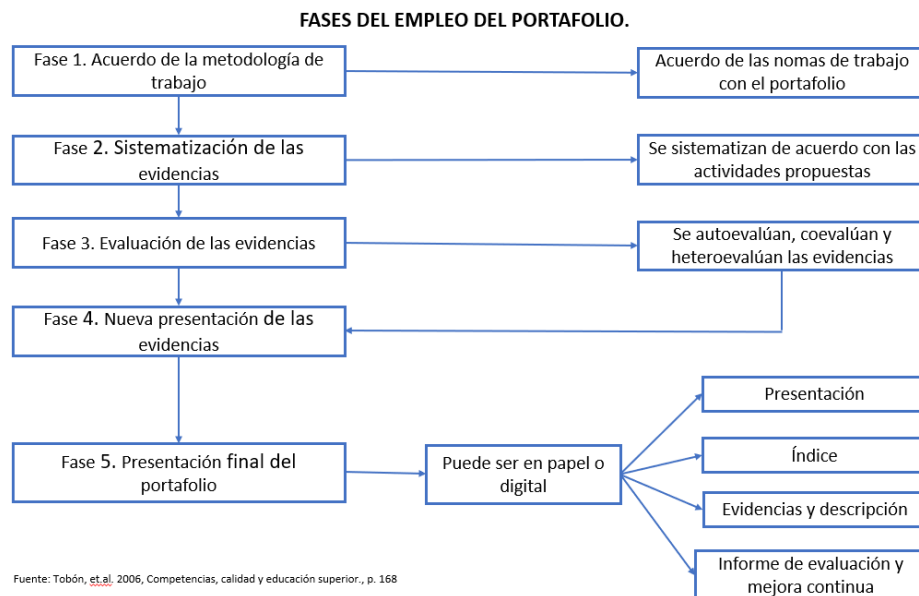 FASES DEL EMPLEO DEL PORTAFOLIO.
Fase 1. Acuerdo de la metodología de
trabajo
Acuerdo de las nomas de trabajo
con el portafolio
Fase 2. Sistematización de las
evidencias
Se sistematizan de acuerdo con las
actividades propuestas
Fase 3. Evaluación de las evidencias
Se autoevalúan, coevalúan y
heteroevalúan las evidencias
Fase 4. Nueva presentación de las
evidencias
Fase 5. Presentación final del
portafolio
Puede ser en papel o
digital
Presentación
Índice
Evidencias y descripción
Informe de evaluación y
mejora continua
Fuente: Tobón, et.al. 2006, Competencias, calidad y educación superior., p. 168